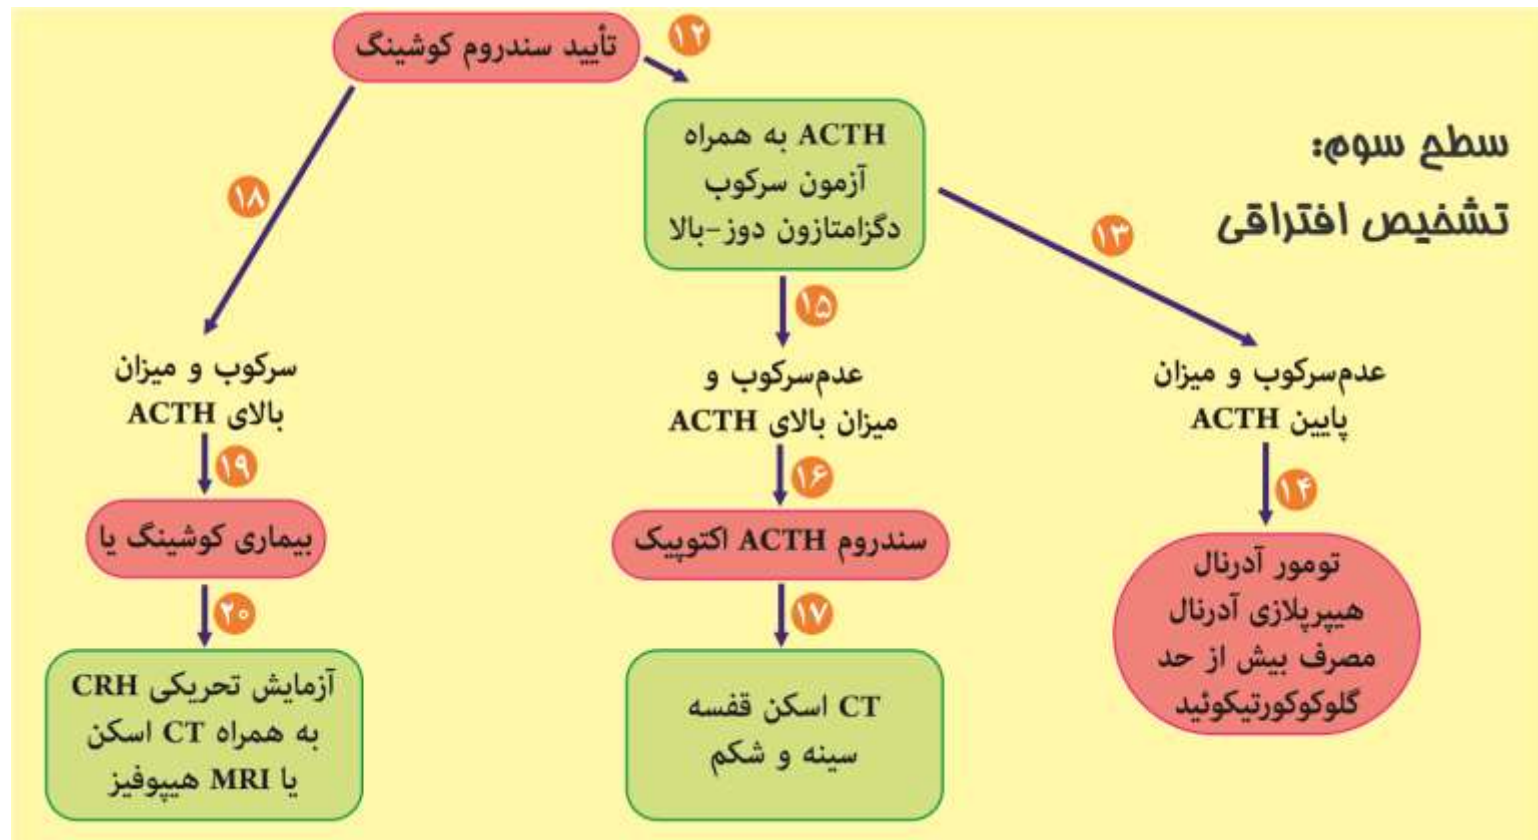 سطح سوم:
تشخیص افتراقی
تأیید سندروم کوشینگ
۱۲
ACTH به همراه
آزمون سرکوب
دگزامتازون دوز-بالا
۱۳
عدم‌سرکوب و میزان
پایین ACTH
۱۴
تومور آدرنال
هیپرپلازی آدرنال
مصرف بیش از حد
گلوکوکورتیکوئید
۱۵
عدم‌سرکوب و
میزان بالای ACTH
۱۶
سندروم ACTH اکتوپیک
۱۷
CT اسکن قفسه
سینه و شکم
۱۸
سرکوب و میزان
بالای ACTH
۱۹
بیماری کوشینگ یا
۲۰
آزمایش تحریکی CRH
به همراه CT اسکن
یا MRI هیپوفیز